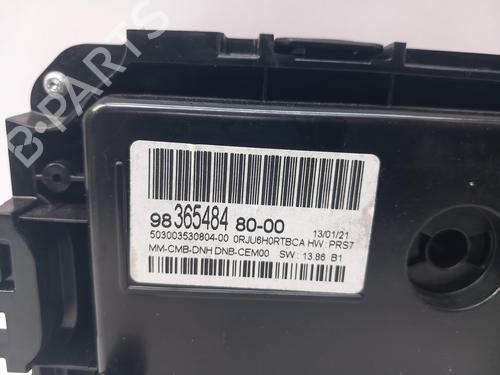 B-PARTS
98 365484 80-00
13/01/21
503003530804-00 0RJU6H0RTBCA HW: PRS7
MM-CMB-DNH DNB-CEM00 SW: 13.86 B1